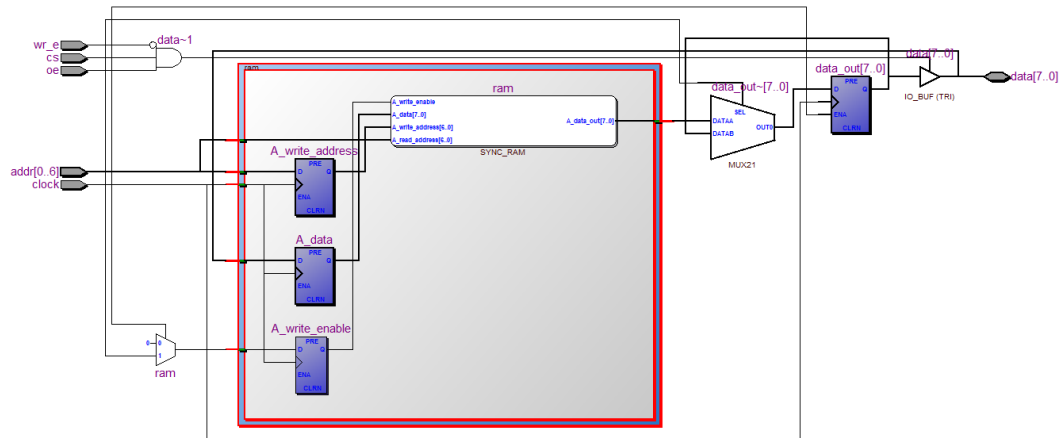 wr_e
cs
oe
data~1
addr[0..6]
clock
0
0
1
ram
ram
A_write_address
PRE
D
Q
ENA
CLRN
A_data
PRE
D
Q
ENA
CLRN
A_write_enable
PRE
D
Q
ENA
CLRN
ram
A_write_enable
A_data[7..0]
A_write_address[6..0]
A_read_address[6..0]
A_data_out[7..0]
SYNC_RAM
data_out~[7..0]
SEL
DATAA
DATAB
OUT0
MUX21
data_out[7..0]
PRE
D
Q
ENA
CLRN
data[7..0]
IO_BUF (TRI)
data[7..0]